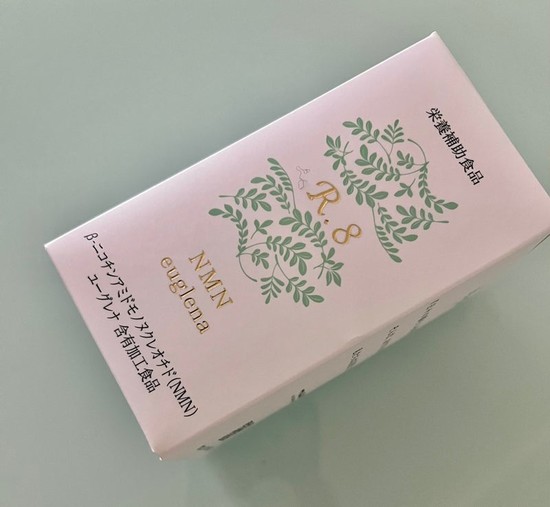 栄養補助食品
R.8
NMN
euglena
β-ニコチンアミドモノヌクレオチド(NMN)
ユーグレナ 含有加工食品